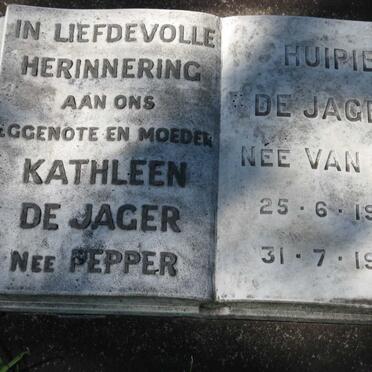 IN LIEFDEVOLLE
HERINNERING
AAN ONS
EGGENOTE EN MOEDER
KATHLEEN
DE JAGER
NEE PEPPER
HUIPIE
DE JAGE
NÉE VAN
25·6·19
31·7·19